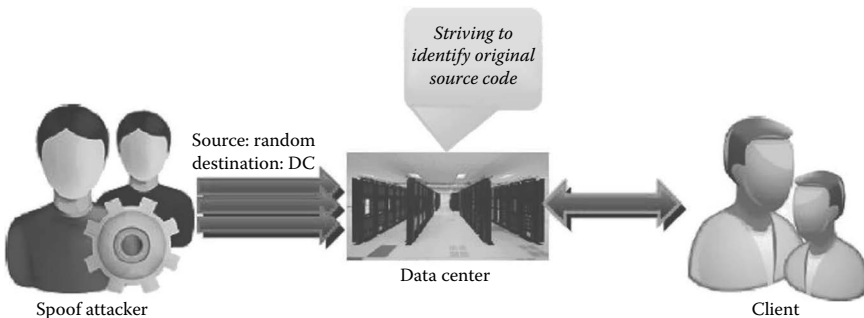 Striving to
identify original
source code
Source: random
destination: DC
Data center
Spoof attacker
Client